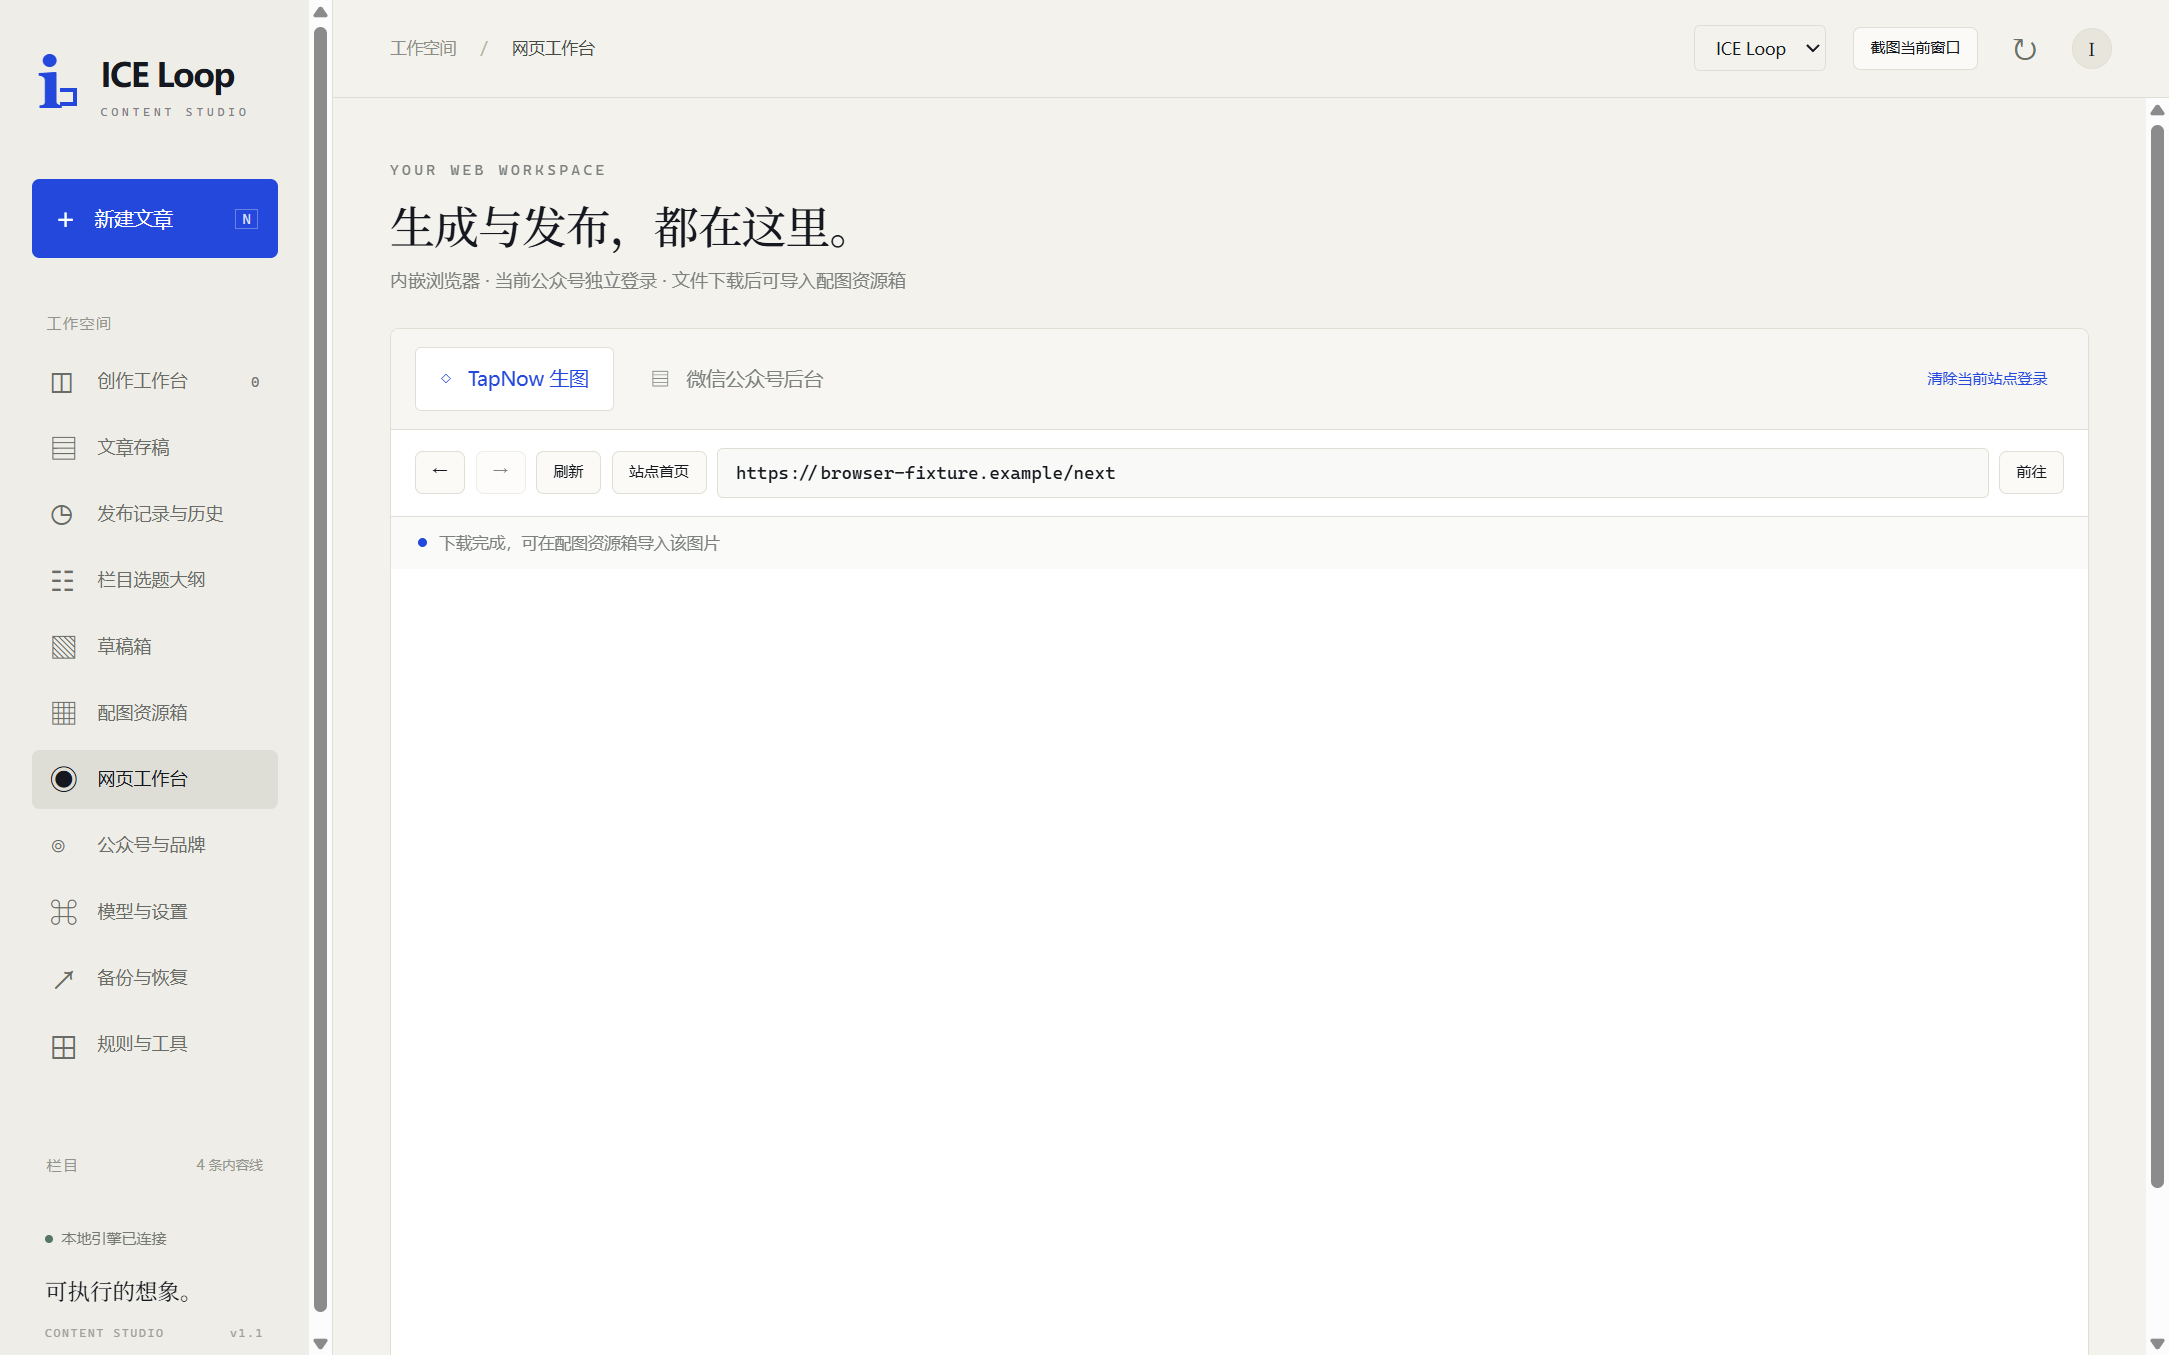 ICE Loop
CONTENT STUDIO
+ 新建文章 N
工作空间
创作工作台 0
文章存稿
发布记录与历史
栏目选题大纲
草稿箱
配图资源箱
网页工作台
公众号与品牌
模型与设置
备份与恢复
规则与工具
栏目 4 条内容线
本地引擎已连接
可执行的想象。
CONTENT STUDIO v1.1
工作空间 / 网页工作台
ICE Loop 截图当前窗口 I
YOUR WEB WORKSPACE
生成与发布，都在这里。
内嵌浏览器 · 当前公众号独立登录 · 文件下载后可导入配图资源箱
TapNow 生图 微信公众号后台 清除当前站点登录
← → 刷新 站点首页 https://browser-fixture.example/next 前往
下载完成，可在配图资源箱导入该图片